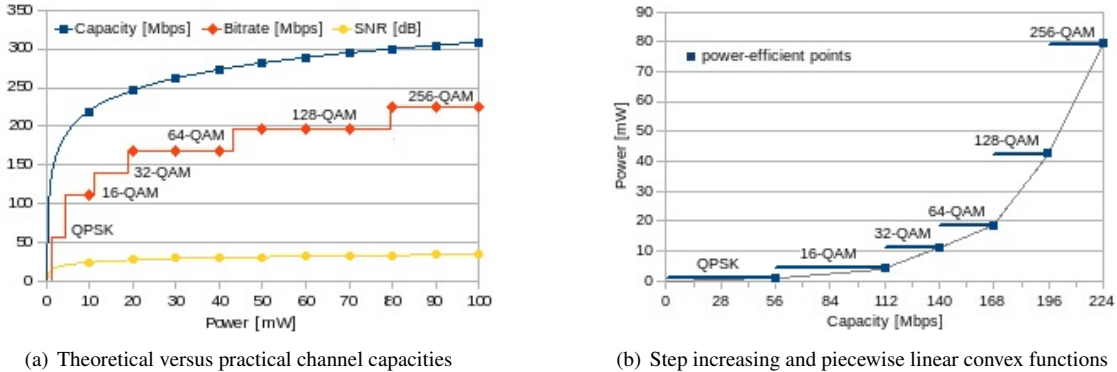 350
300
250
200
150
100
50
0
Capacity [Mbps] Bitrate [Mbps] SNR [dB]
256-QAM
128-QAM
64-QAM
32-QAM
16-QAM
QPSK
0 10 20 30 40 50 60 70 80 90 100
Power [mW]
(a) Theoretical versus practical channel capacities
90
80
70
60
50
40
30
20
10
0
Power [mW]
power-efficient points
256-QAM
128-QAM
64-QAM
32-QAM
16-QAM
QPSK
0 28 56 84 112 140 168 196 224
Capacity [Mbps]
(b) Step increasing and piecewise linear convex functions